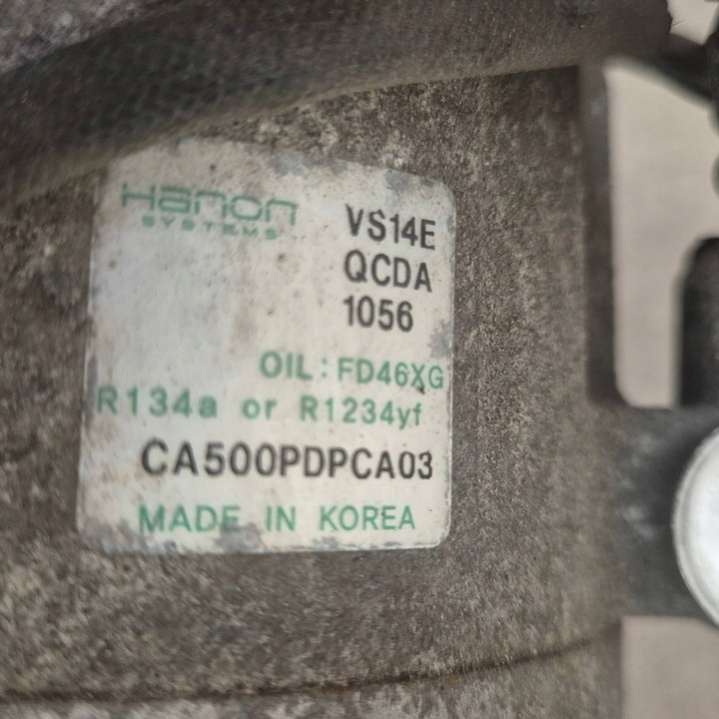 Hanon
SYSTEMS
VS14E
QCDA
1056
OIL: FD46XG
R134a or R1234yf
CA500PDPCA03
MADE IN KOREA